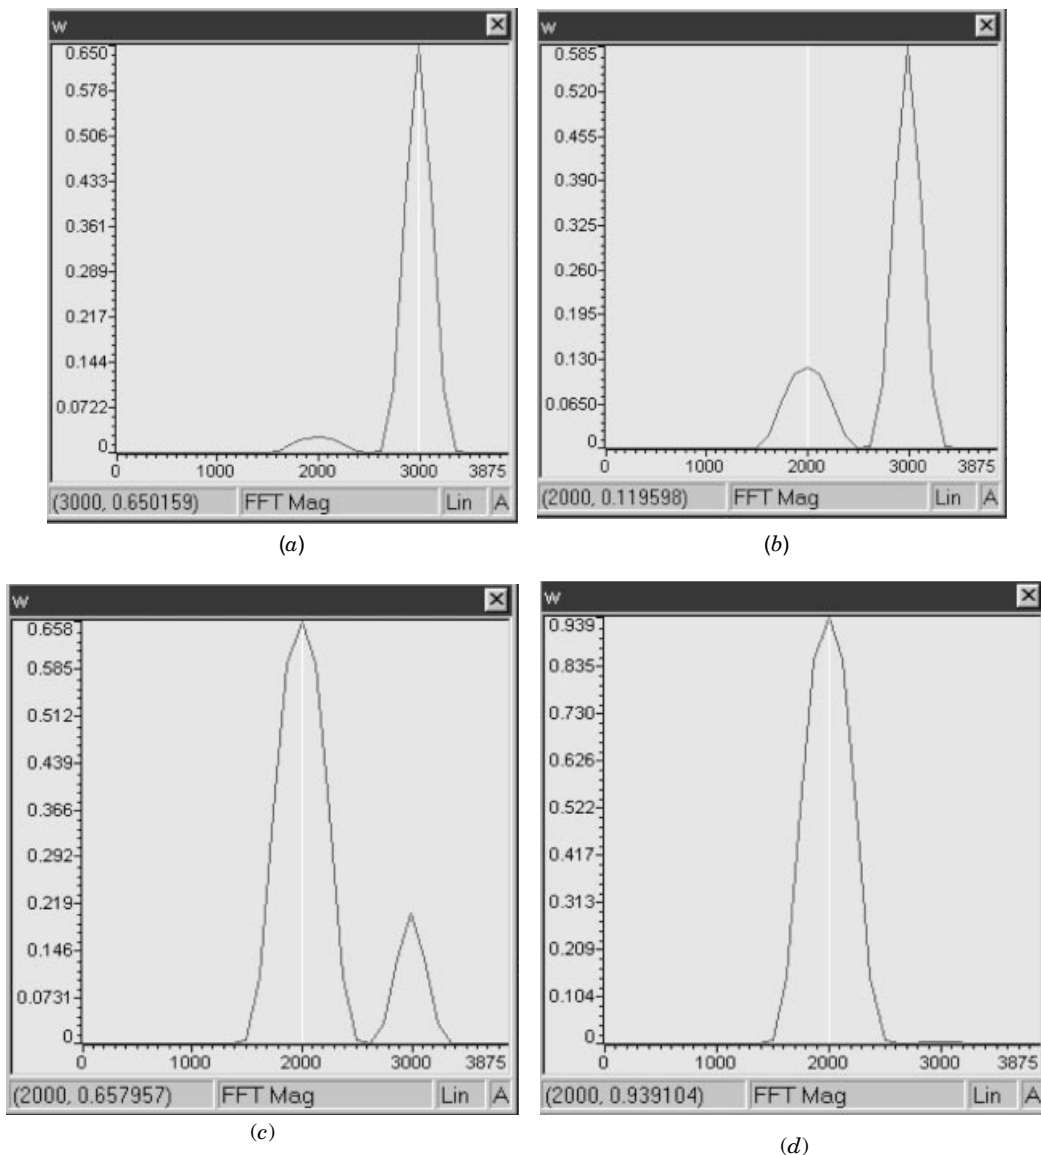 w
0.650
0.578
0.506
0.433
0.361
0.289
0.217
0.144
0.0722
0
0 1000 2000 3000 3875
(3000, 0.650159) FFT Mag Lin A
(a)
w
0.585
0.520
0.455
0.390
0.325
0.260
0.195
0.130
0.0650
0
0 1000 2000 3000 3875
(2000, 0.119598) FFT Mag Lin A
(b)
w
0.658
0.585
0.512
0.439
0.366
0.292
0.219
0.146
0.0731
0
0 1000 2000 3000 3875
(2000, 0.657957) FFT Mag Lin A
(c)
w
0.939
0.835
0.730
0.626
0.522
0.417
0.313
0.209
0.104
0
0 1000 2000 3000 3875
(2000, 0.939104) FFT Mag Lin A
(d)